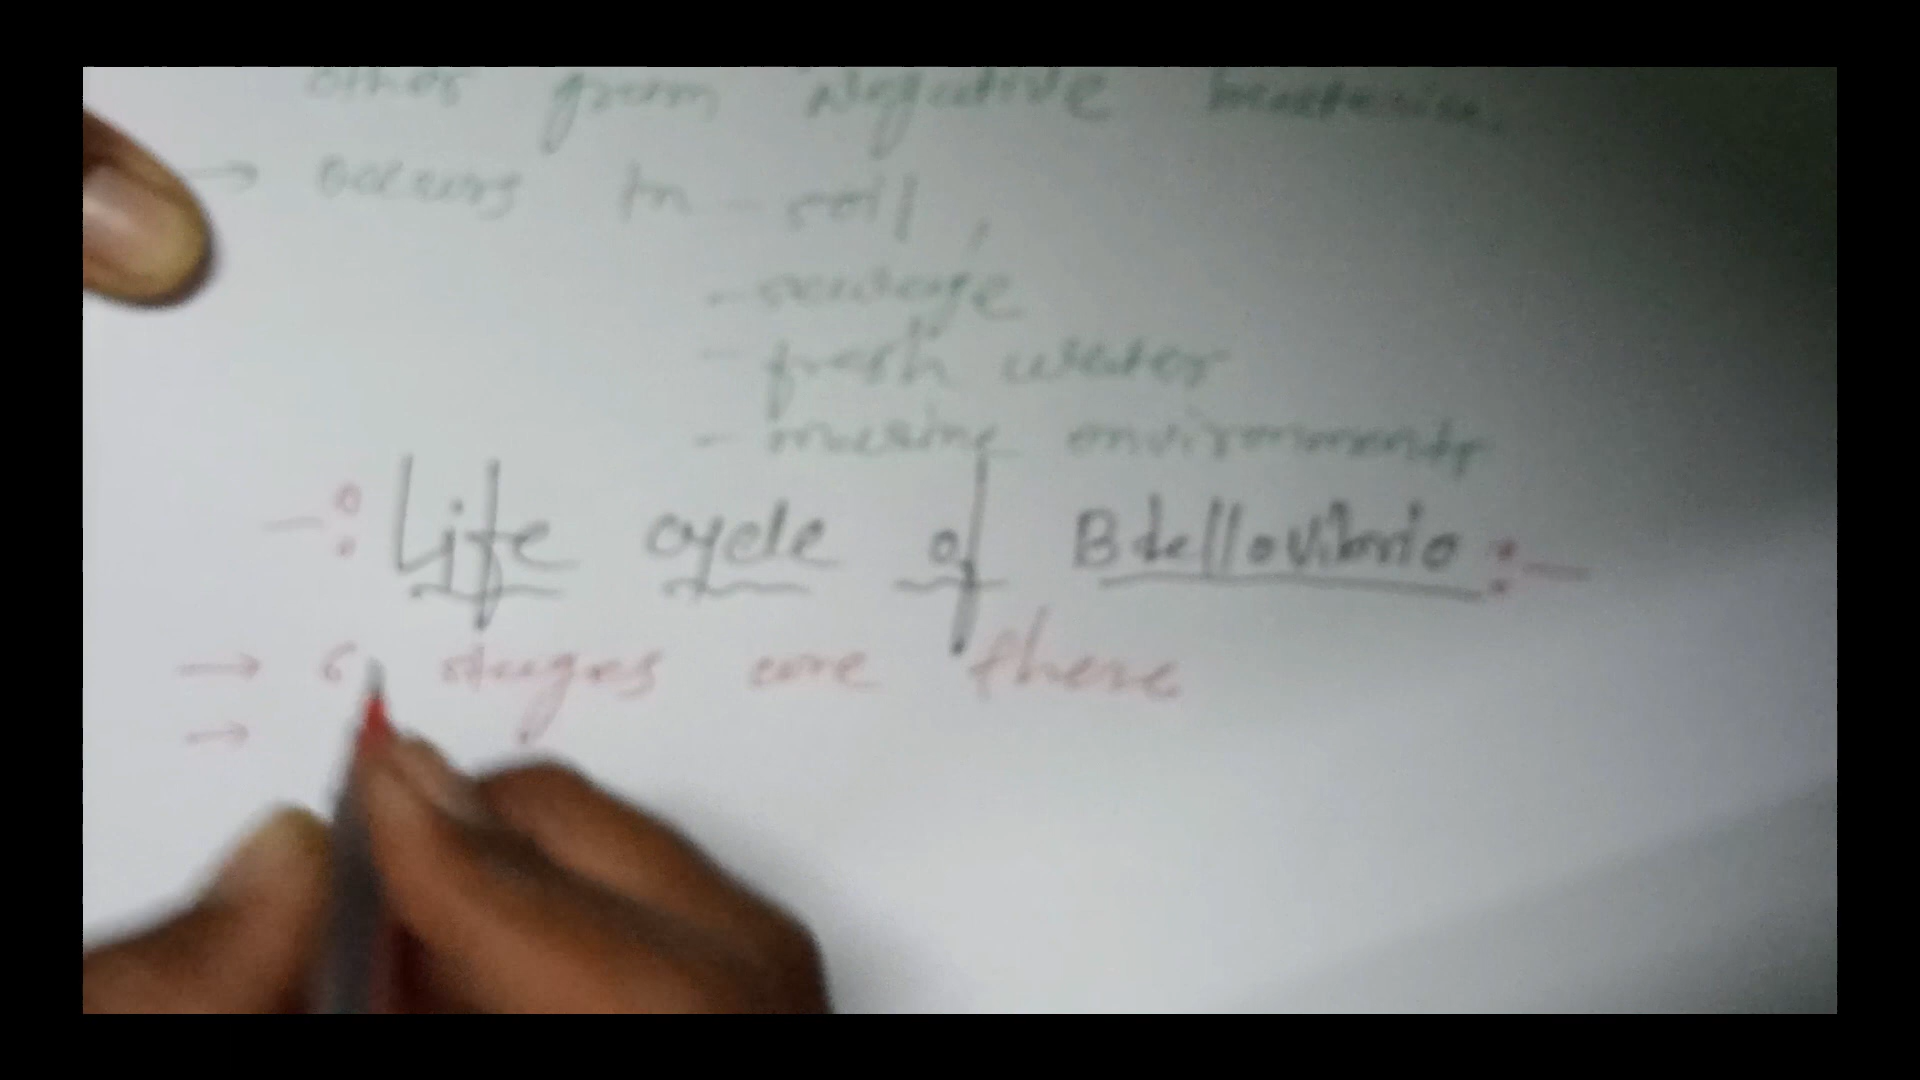 other gram Negative bacteria.
→ occurs in - soil,
- sewage
- fresh water
- marine environments
-: Life cycle of Bdellovibrio :-
→ 6 stages are there
→